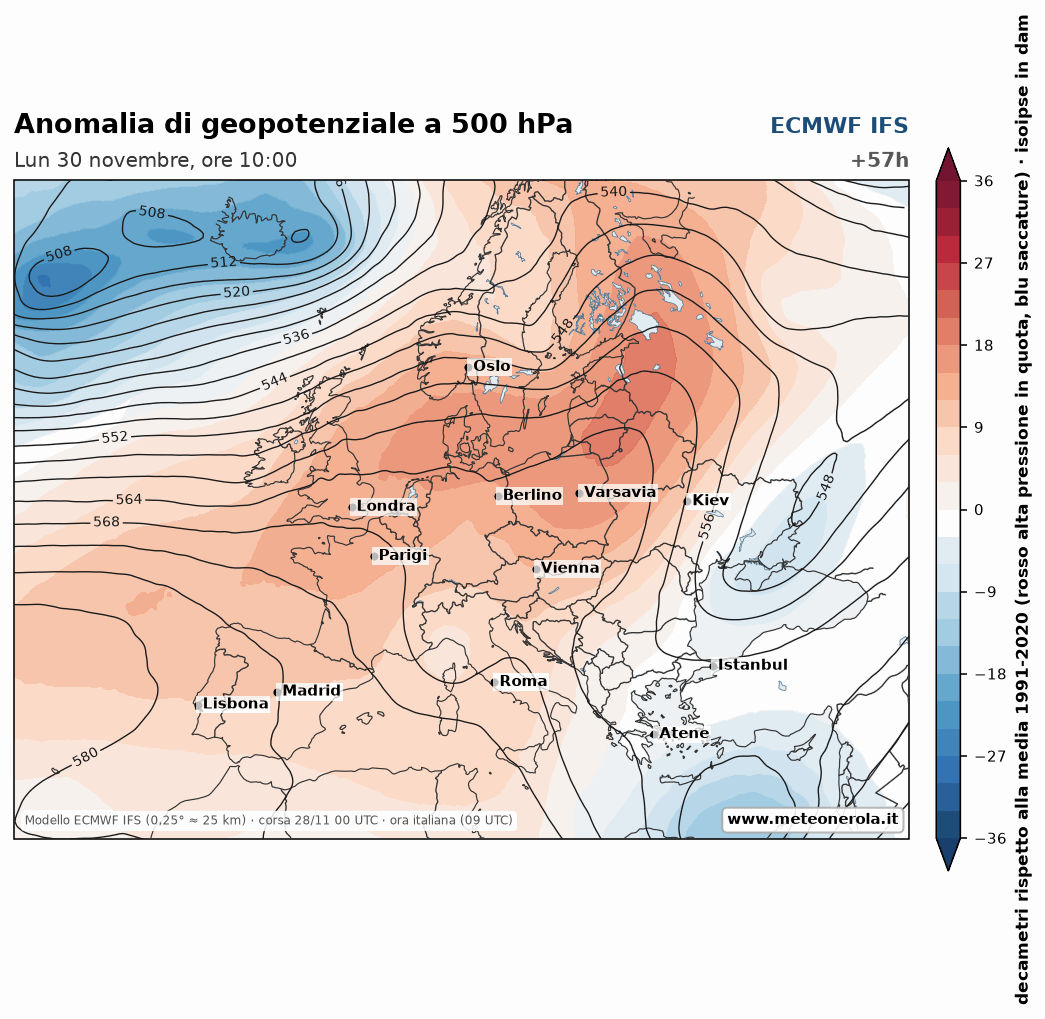 Anomalia di geopotenziale a 500 hPa
ECMWF IFS
Lun 30 novembre, ore 10:00
+57h
540
508
508
512
520
536
544
548
552
564
568
556
548
580
Oslo
Berlino
Varsavia
Kiev
Londra
Parigi
Vienna
Istanbul
Roma
Madrid
Lisbona
Atene
Modello ECMWF IFS (0,25° ≈ 25 km) · corsa 28/11 00 UTC · ora italiana (09 UTC)
www.meteonerola.it
36
27
18
9
0
−9
−18
−27
−36
decametri rispetto alla media 1991-2020 (rosso alta pressione in quota, blu saccature) · isoipse in dam